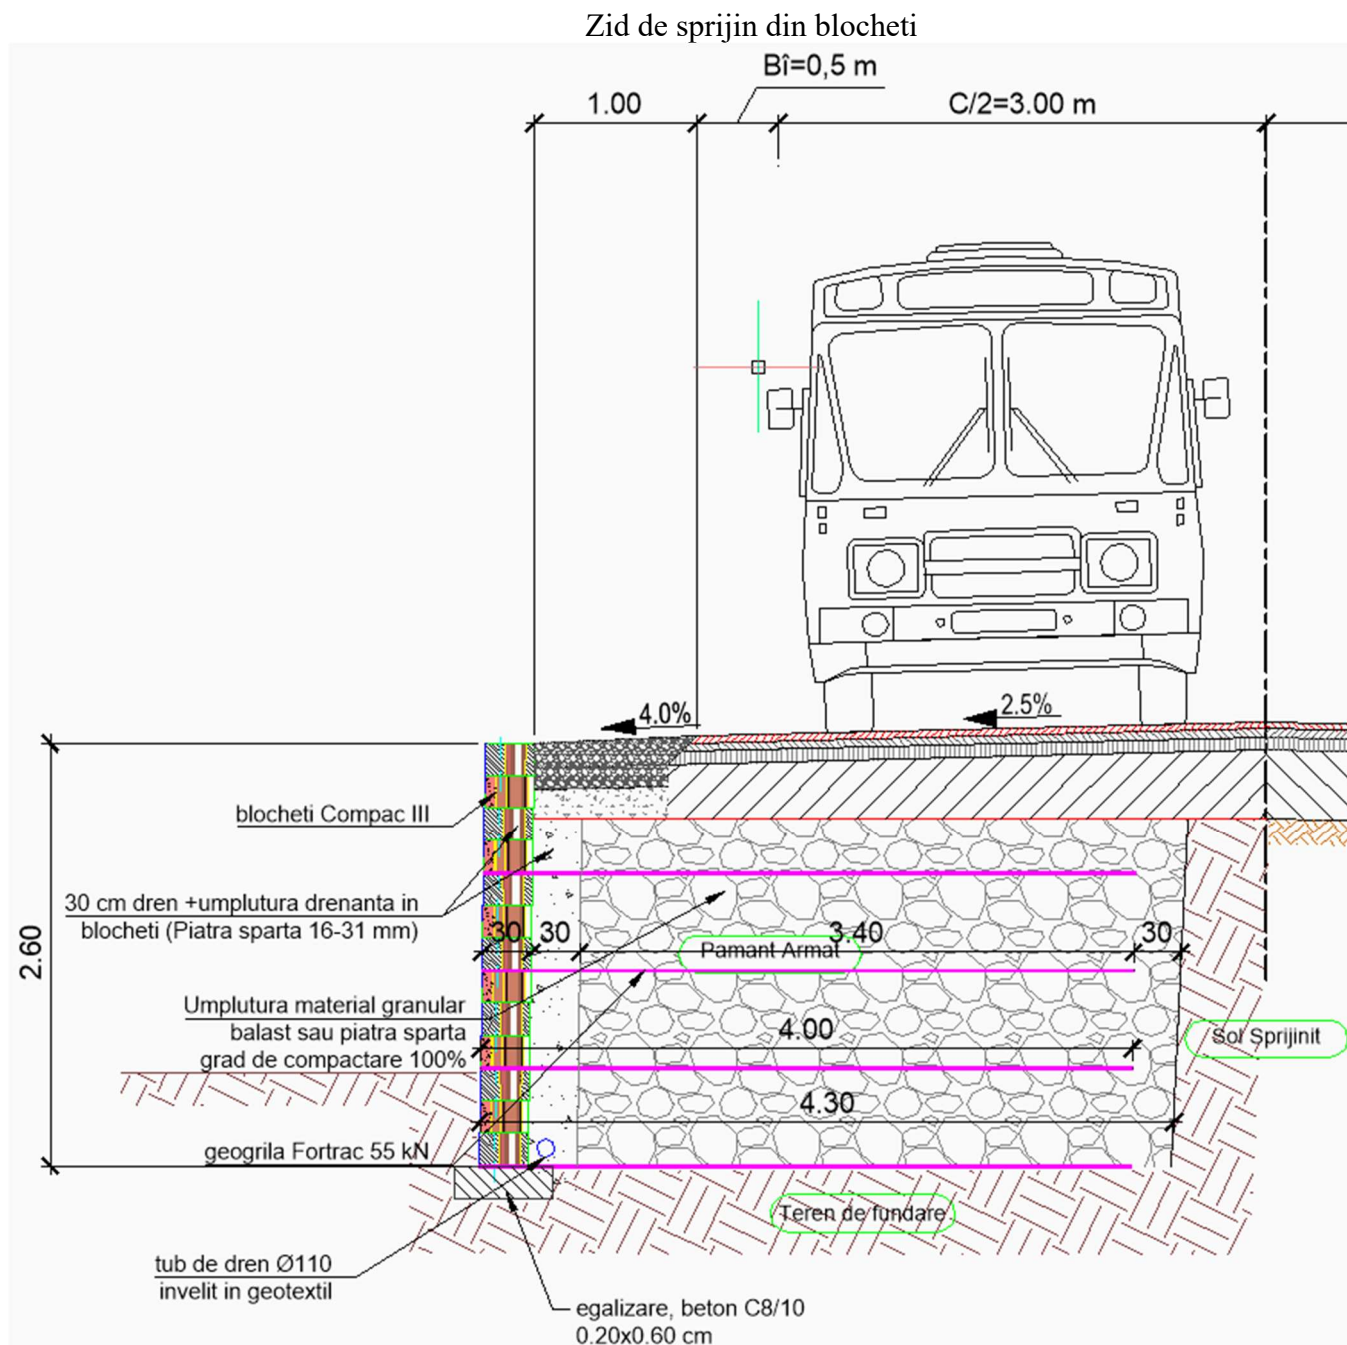 Zid de sprijin din blocheti
Bî=0,5 m
1.00
C/2=3.00 m
4.0%
2.5%
blocheti Compac III
30 cm dren +umplutura drenanta in
blocheti (Piatra sparta 16-31 mm)
2.60
30 30 3.40 30
Pamant Armat
Umplutura material granular
balast sau piatra sparta
grad de compactare 100%
4.00
Sol Sprijinit
4.30
geogrila Fortrac 55 kN
Teren de fundare
tub de dren Ø110
invelit in geotextil
egalizare, beton C8/10
0.20x0.60 cm